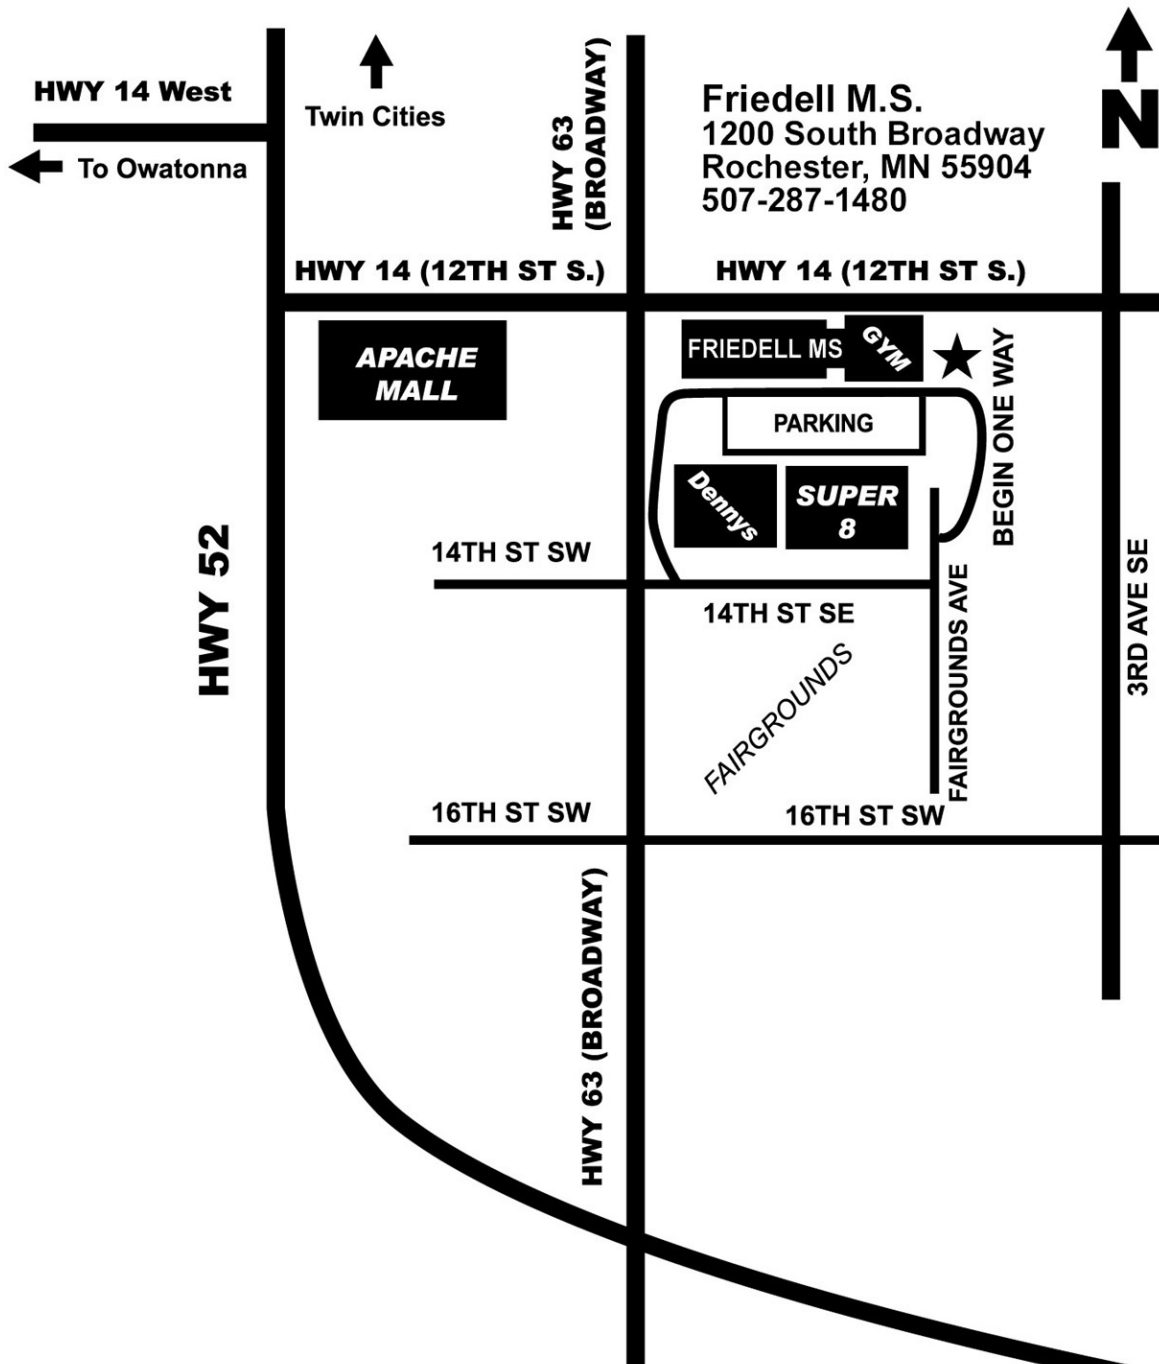 HWY 14 West
To Owatonna
Twin Cities
HWY 63
(BROADWAY)
Friedell M.S.
1200 South Broadway
Rochester, MN 55904
507-287-1480
N
HWY 14 (12TH ST S.)
HWY 14 (12TH ST S.)
APACHE
MALL
FRIEDELL MS
GYM
BEGIN ONE WAY
PARKING
Dennys
SUPER
8
HWY 52
14TH ST SW
14TH ST SE
FAIRGROUNDS AVE
3RD AVE SE
FAIRGROUNDS
16TH ST SW
16TH ST SW
HWY 63 (BROADWAY)